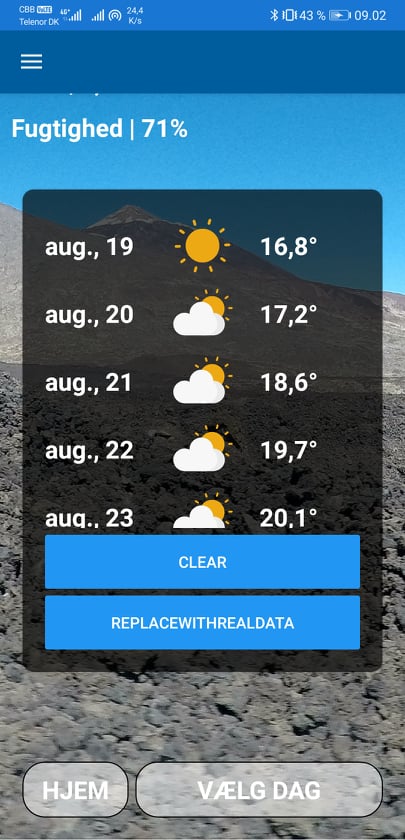 CBB VoLTE 4G+ 24,4 43 % 09.02
Telenor DK K/s
Fugtighed | 71%
aug., 19 16,8°
aug., 20 17,2°
aug., 21 18,6°
aug., 22 19,7°
aug., 23 20,1°
CLEAR
REPLACEWITHREALDATA
HJEM VÆLG DAG